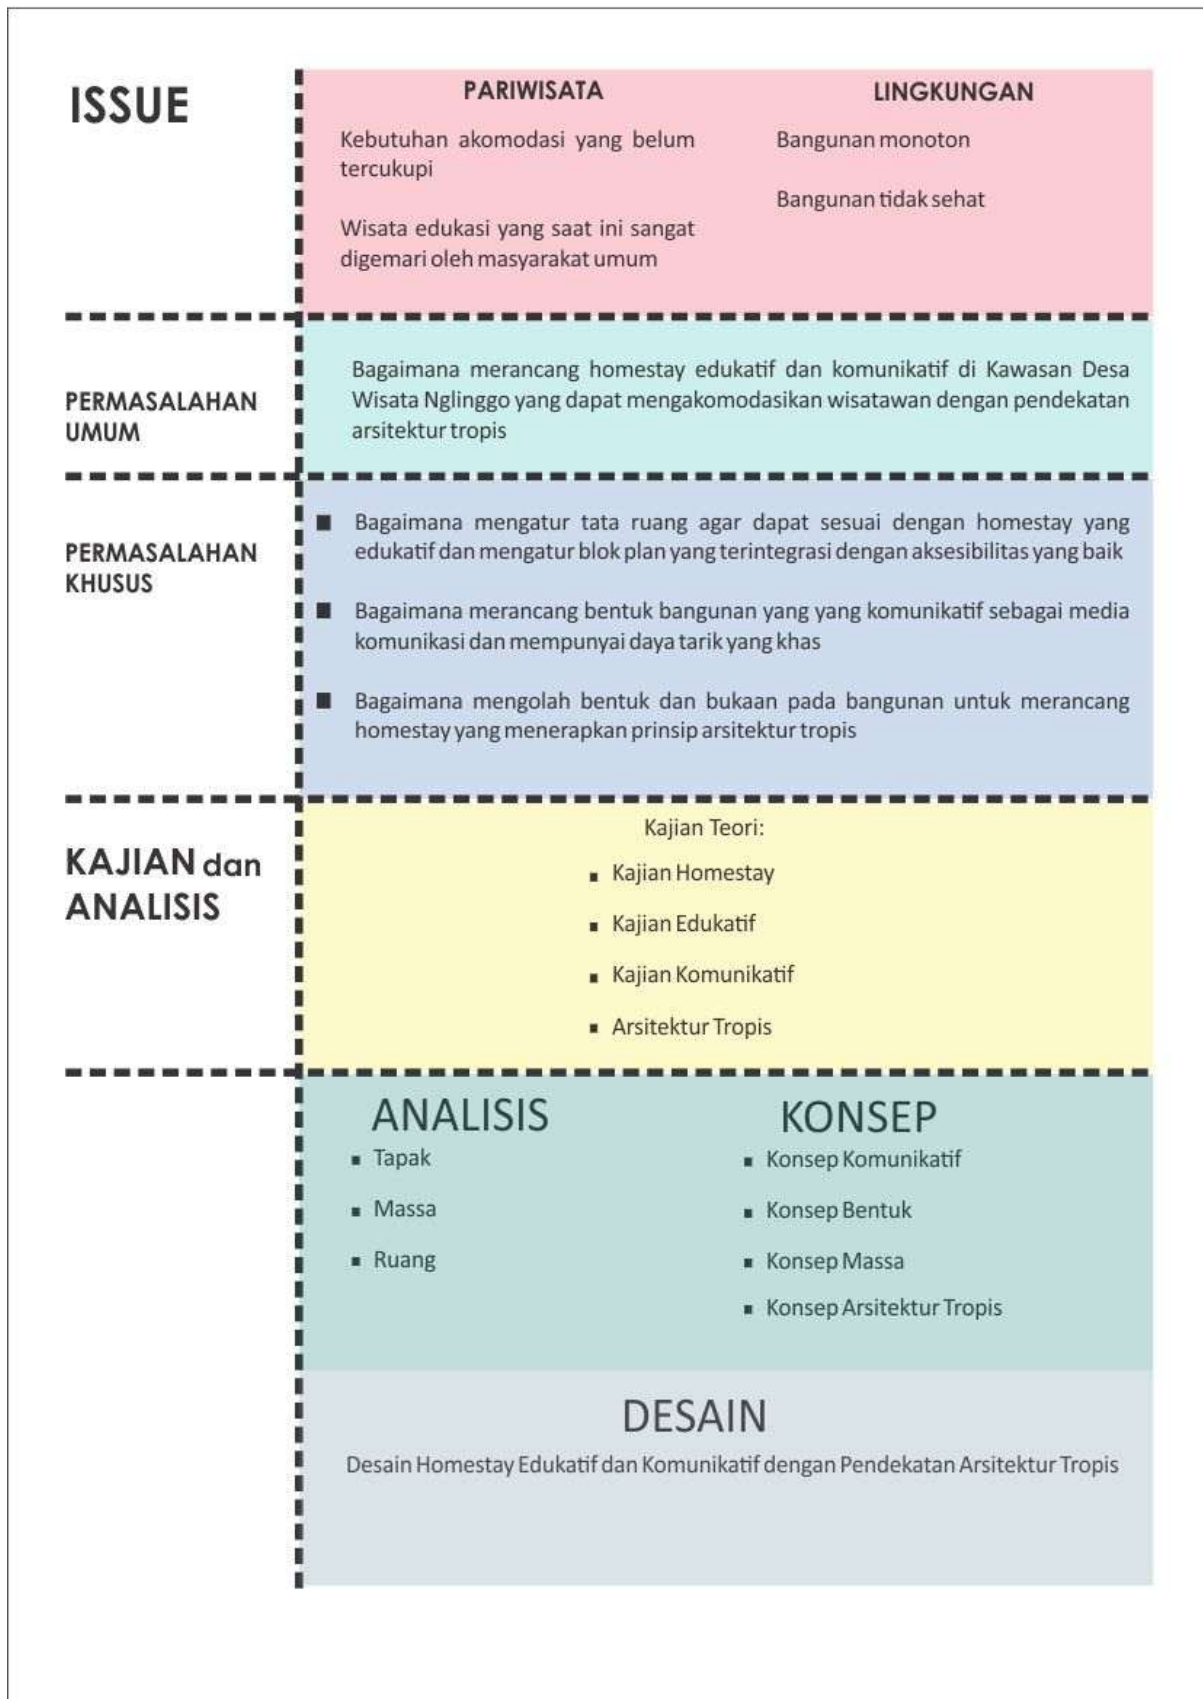 ISSUE
PARIWISATA
Kebutuhan akomodasi yang belum
tercukupi
Wisata edukasi yang saat ini sangat
digemari oleh masyarakat umum
LINGKUNGAN
Bangunan monoton
Bangunan tidak sehat
PERMASALAHAN
UMUM
Bagaimana merancang homestay edukatif dan komunikatif di Kawasan Desa
Wisata Nglinggo yang dapat mengakomodasikan wisatawan dengan pendekatan
arsitektur tropis
PERMASALAHAN
KHUSUS
■ Bagaimana mengatur tata ruang agar dapat sesuai dengan homestay yang
edukatif dan mengatur blok plan yang terintegrasi dengan aksesibilitas yang baik
■ Bagaimana merancang bentuk bangunan yang yang komunikatif sebagai media
komunikasi dan mempunyai daya tarik yang khas
■ Bagaimana mengolah bentuk dan bukaan pada bangunan untuk merancang
homestay yang menerapkan prinsip arsitektur tropis
KAJIAN dan
ANALISIS
Kajian Teori:
▪ Kajian Homestay
▪ Kajian Edukatif
▪ Kajian Komunikatif
▪ Arsitektur Tropis
ANALISIS
▪ Tapak
▪ Massa
▪ Ruang
KONSEP
▪ Konsep Komunikatif
▪ Konsep Bentuk
▪ Konsep Massa
▪ Konsep Arsitektur Tropis
DESAIN
Desain Homestay Edukatif dan Komunikatif dengan Pendekatan Arsitektur Tropis